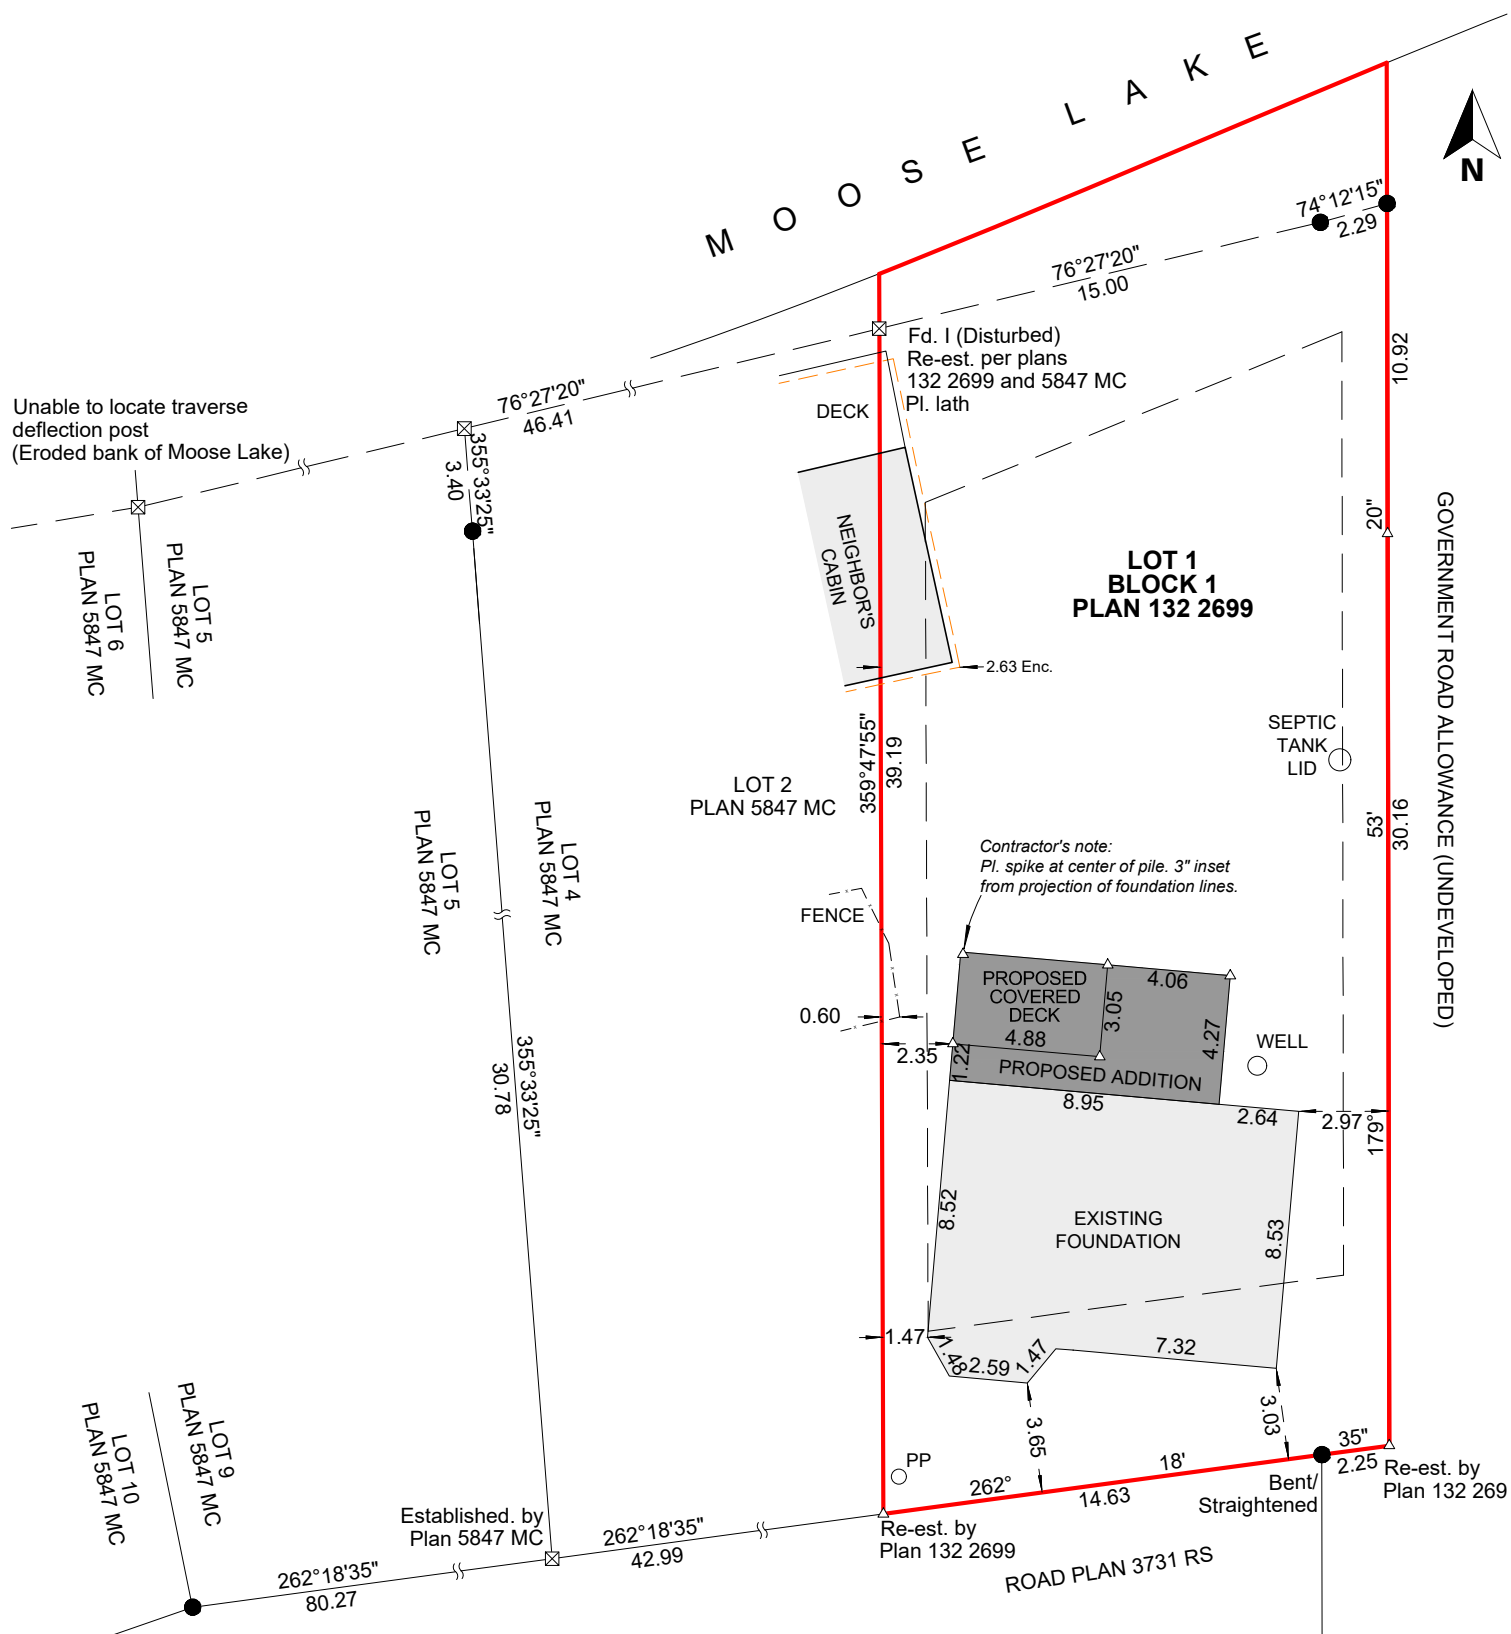 MOOSE LAKE
N
74°12'15"
2.29
76°27'20"
15.00
Fd. I (Disturbed)
Re-est. per plans
132 2699 and 5847 MC
Pl. lath
10.92
76°27'20"
46.41
Unable to locate traverse
deflection post
(Eroded bank of Moose Lake)
355°33'25"
3.40
DECK
NEIGHBOR'S
CABIN
LOT 6
PLAN 5847 MC
LOT 5
PLAN 5847 MC
LOT 1
BLOCK 1
PLAN 132 2699
20"
GOVERNMENT ROAD ALLOWANCE (UNDEVELOPED)
2.63 Enc.
359°47'55"
39.19
SEPTIC
TANK
LID
LOT 2
PLAN 5847 MC
LOT 5
PLAN 5847 MC
LOT 4
PLAN 5847 MC
53'
30.16
Contractor's note:
Pl. spike at center of pile. 3" inset
from projection of foundation lines.
FENCE
0.60
PROPOSED
COVERED
DECK
4.06
3.05
4.88
4.27
2.35
1.22
PROPOSED ADDITION
WELL
8.95
2.64
2.97
179°
355°33'25"
30.78
8.52
EXISTING
FOUNDATION
8.53
1.47
1.48
2.59
1.47
7.32
3.65
3.03
PP
262°
18'
35"
14.63
2.25
Bent/
Straightened
Re-est. by
Plan 132 269
LOT 10
PLAN 5847 MC
LOT 9
PLAN 5847 MC
Established. by
Plan 5847 MC
262°18'35"
42.99
Re-est. by
Plan 132 2699
262°18'35"
80.27
ROAD PLAN 3731 RS